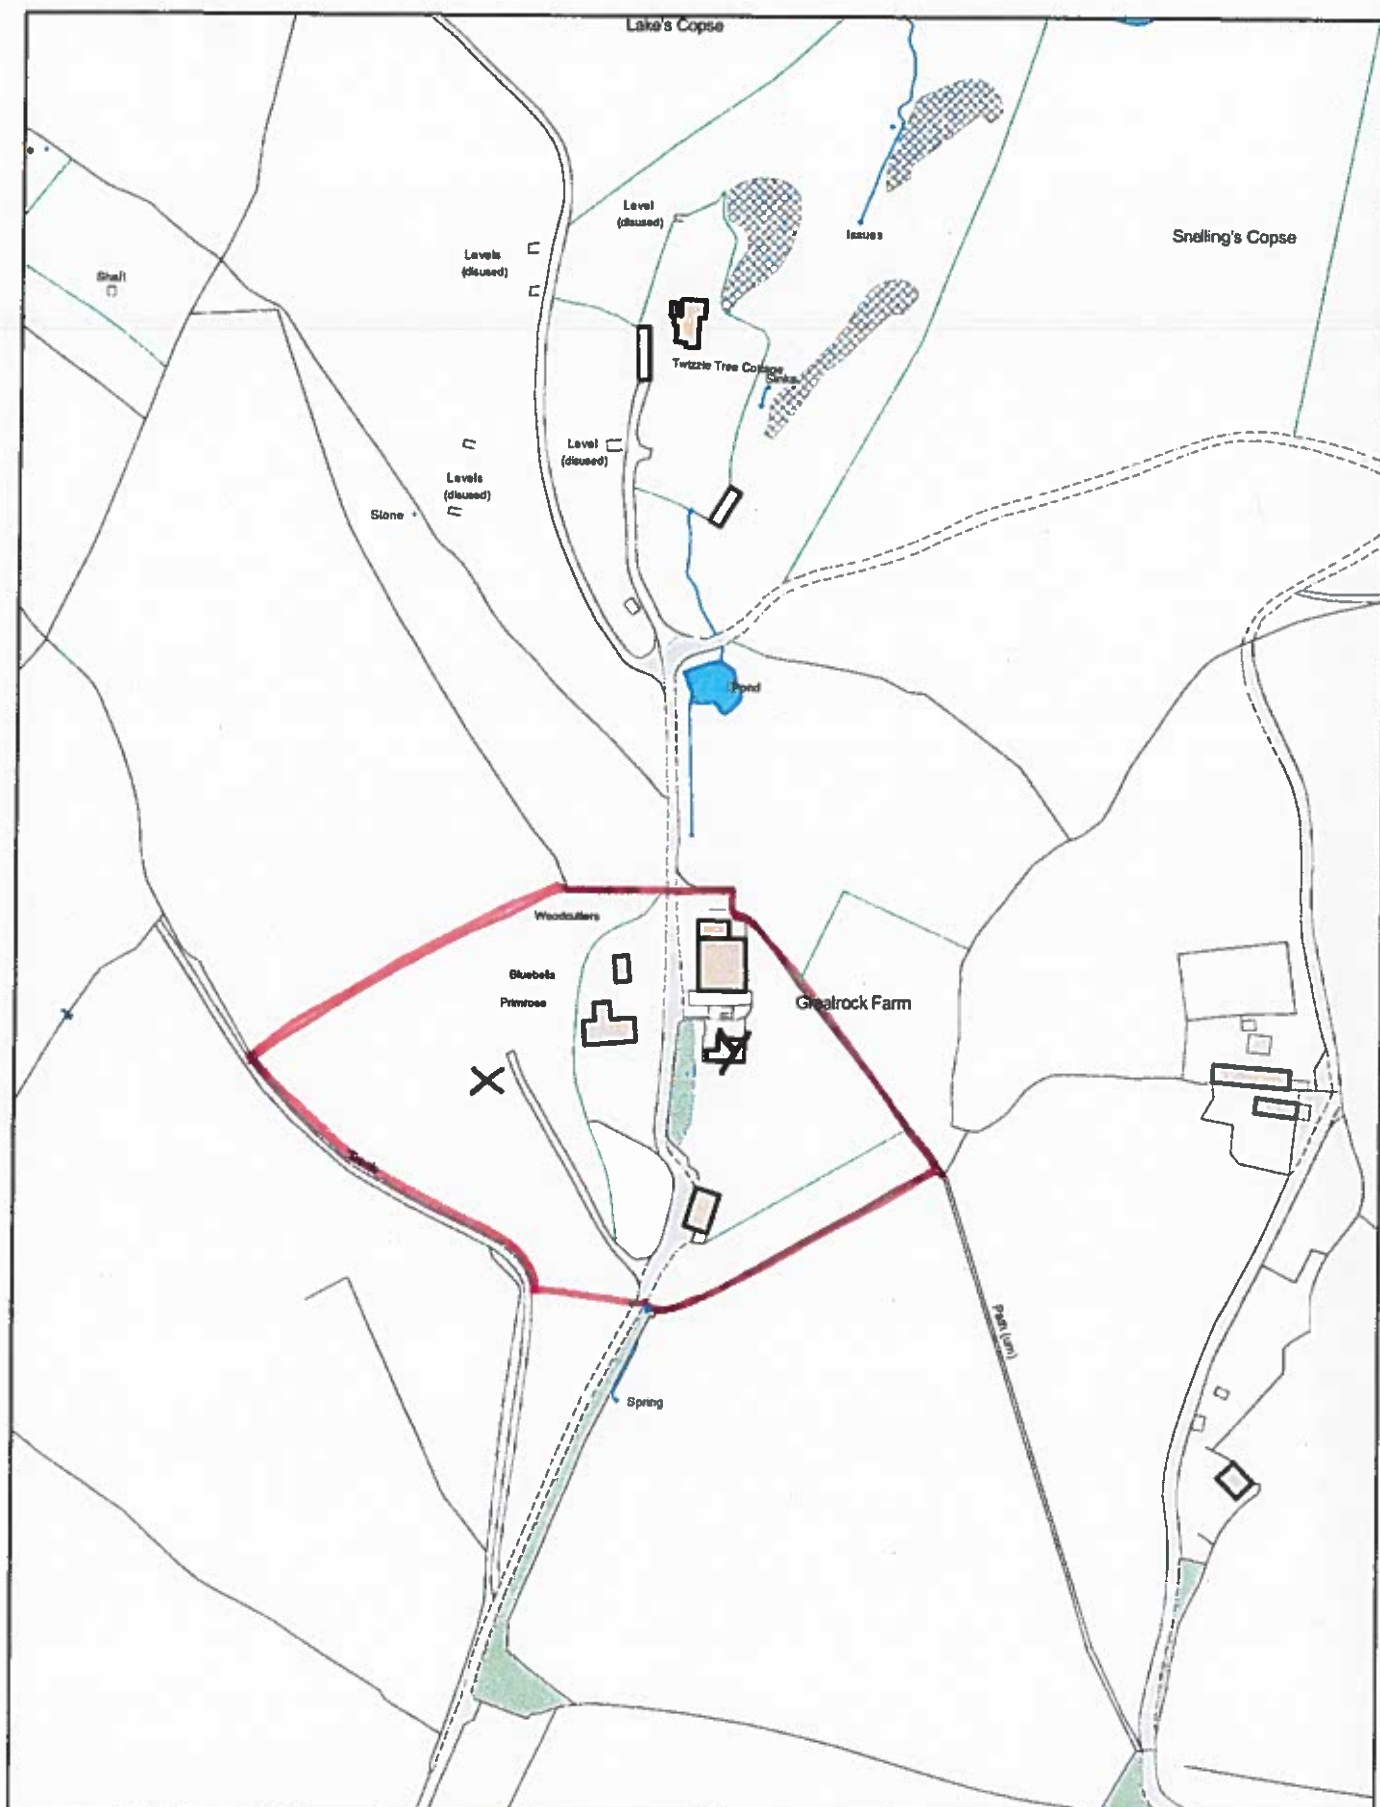 Lake's Copse
Level
(disused)
Issues
Snelling's Copse
Levels
(disused)
Shaft
Twizzle Tree Cottage
Sinks
Level
(disused)
Levels
(disused)
Stone
Pond
Woodcutters
Bluebells
Primrose
Greatrock Farm
Track
Path (um)
Spring